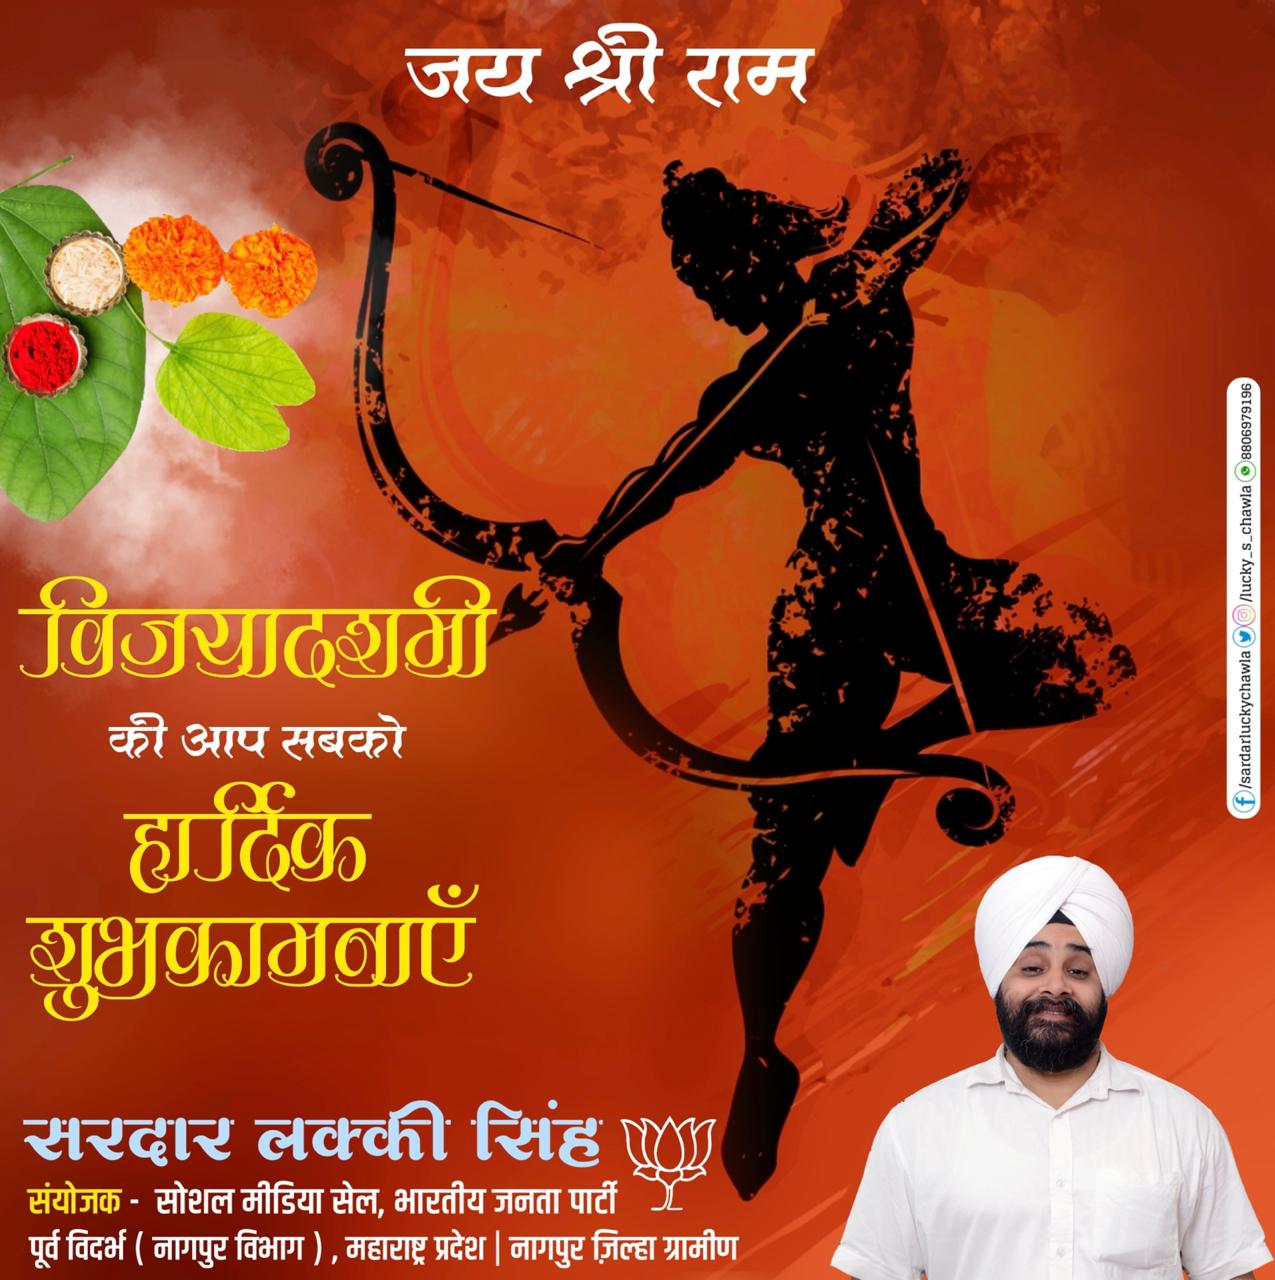 जय श्री राम
विजयादशमी
की आप सबको
हार्दिक
शुभकामनाएँ
सरदार लक्की सिंह
संयोजक - सोशल मीडिया सेल, भारतीय जनता पार्टी
पूर्व विदर्भ ( नागपुर विभाग ) , महाराष्ट्र प्रदेश | नागपुर ज़िल्हा ग्रामीण
/sardarluckychawla /lucky_s_chawla 8806979196